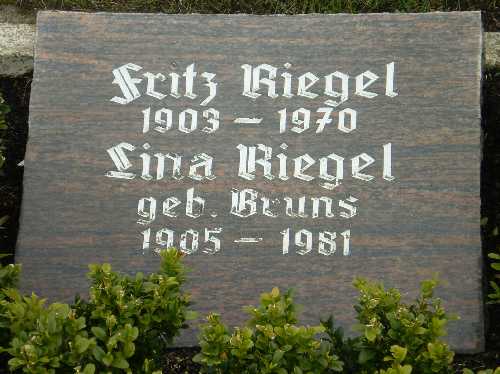 Fritz Riegel
1903 – 1970
Lina Riegel
geb. Bruns
1905 – 1981